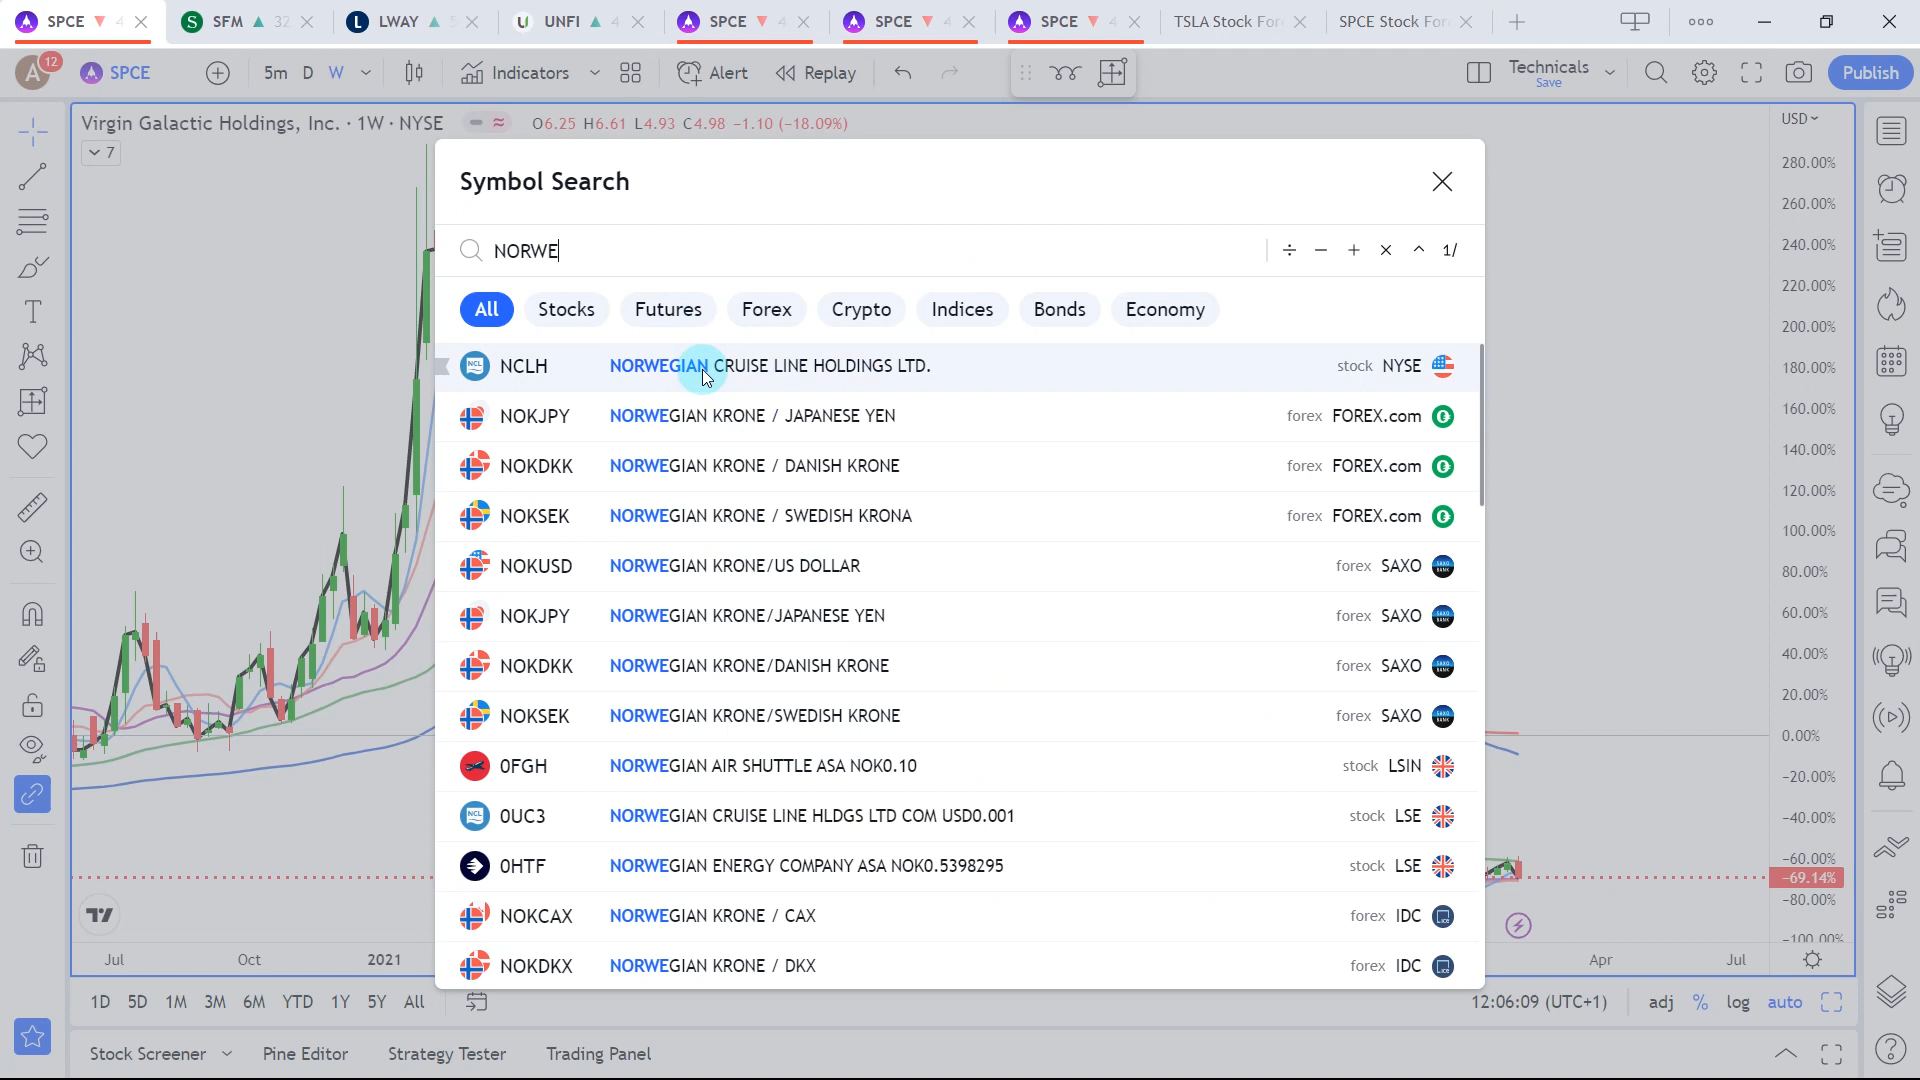 SPCE ▼ 4
SFM ▲ 32
LWAY ▲ 5
UNFI ▲ 4
SPCE ▼ 4
SPCE ▼ 4
SPCE ▼ 4
TSLA Stock For
SPCE Stock For
A 12
SPCE
5m D W
Indicators
Alert
Replay
Technicals
Save
Publish
Virgin Galactic Holdings, Inc. · 1W · NYSE
O6.25 H6.61 L4.93 C4.98 −1.10 (−18.09%)
7
USD
Symbol Search
NORWE
÷ − + × ^ 1/
All Stocks Futures Forex Crypto Indices Bonds Economy
NCLH NORWEGIAN CRUISE LINE HOLDINGS LTD. stock NYSE
NOKJPY NORWEGIAN KRONE / JAPANESE YEN forex FOREX.com
NOKDKK NORWEGIAN KRONE / DANISH KRONE forex FOREX.com
NOKSEK NORWEGIAN KRONE / SWEDISH KRONA forex FOREX.com
NOKUSD NORWEGIAN KRONE/US DOLLAR forex SAXO
NOKJPY NORWEGIAN KRONE/JAPANESE YEN forex SAXO
NOKDKK NORWEGIAN KRONE/DANISH KRONE forex SAXO
NOKSEK NORWEGIAN KRONE/SWEDISH KRONE forex SAXO
0FGH NORWEGIAN AIR SHUTTLE ASA NOK0.10 stock LSIN
0UC3 NORWEGIAN CRUISE LINE HLDGS LTD COM USD0.001 stock LSE
0HTF NORWEGIAN ENERGY COMPANY ASA NOK0.5398295 stock LSE
NOKCAX NORWEGIAN KRONE / CAX forex IDC
NOKDKX NORWEGIAN KRONE / DKX forex IDC
280.00%
260.00%
240.00%
220.00%
200.00%
180.00%
160.00%
140.00%
120.00%
100.00%
80.00%
60.00%
40.00%
20.00%
0.00%
−20.00%
−40.00%
−60.00%
−69.14%
−80.00%
−100.00%
Jul Oct 2021 Apr Jul
1D 5D 1M 3M 6M YTD 1Y 5Y All
12:06:09 (UTC+1) adj % log auto
Stock Screener Pine Editor Strategy Tester Trading Panel